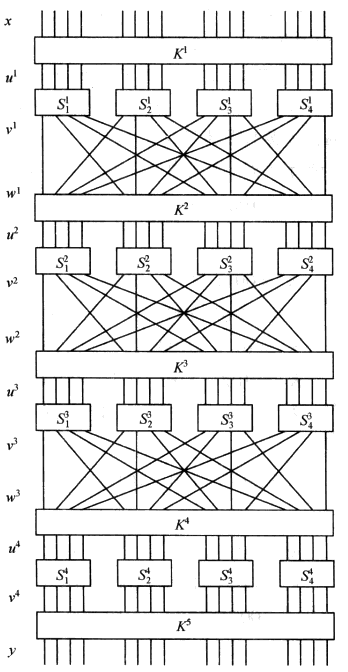 x
K¹
u¹
S₁¹ S₂¹ S₃¹ S₄¹
v¹
w¹
K²
u²
S₁² S₂² S₃² S₄²
v²
w²
K³
u³
S₁³ S₂³ S₃³ S₄³
v³
w³
K⁴
u⁴
S₁⁴ S₂⁴ S₃⁴ S₄⁴
v⁴
K⁵
y